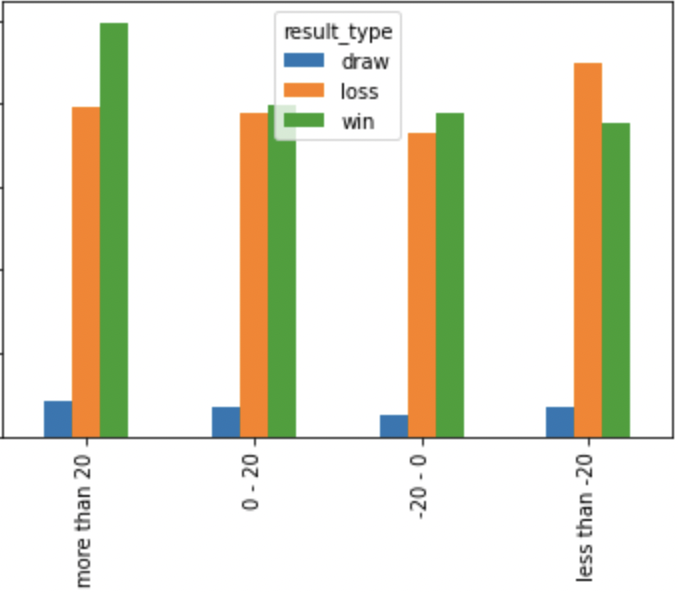 result_type
draw
loss
win
more than 20
0 - 20
-20 - 0
less than -20